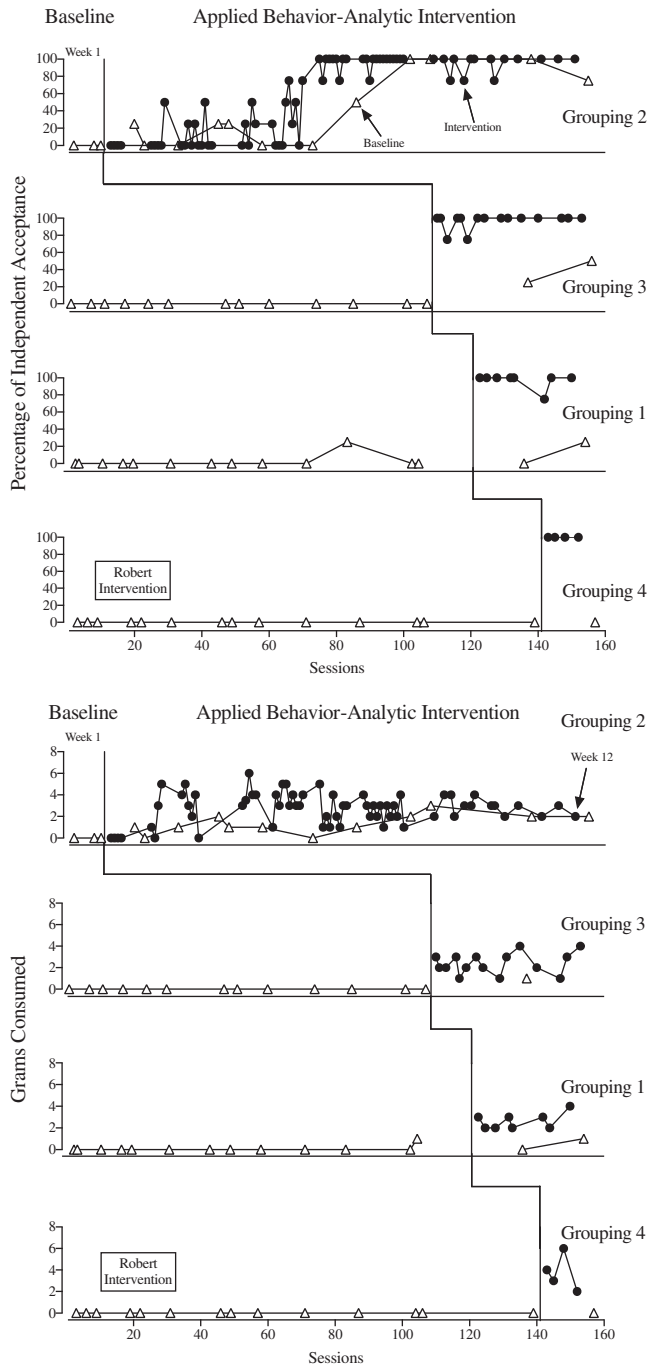 Baseline Applied Behavior-Analytic Intervention
Week 1
100
80
60
40
20
0
Baseline
Intervention
Grouping 2
100
80
60
40
20
0
Grouping 3
100
80
60
40
20
0
Grouping 1
100
80
60
40
20
0
Robert
Intervention
Grouping 4
20 40 60 80 100 120 140 160
Sessions
Percentage of Independent Acceptance
Baseline Applied Behavior-Analytic Intervention
Grouping 2
Week 1
Week 12
8
6
4
2
0
8
6
4
2
0
Grouping 3
8
6
4
2
0
Grouping 1
8
6
4
2
0
Robert
Intervention
Grouping 4
20 40 60 80 100 120 140 160
Sessions
Grams Consumed